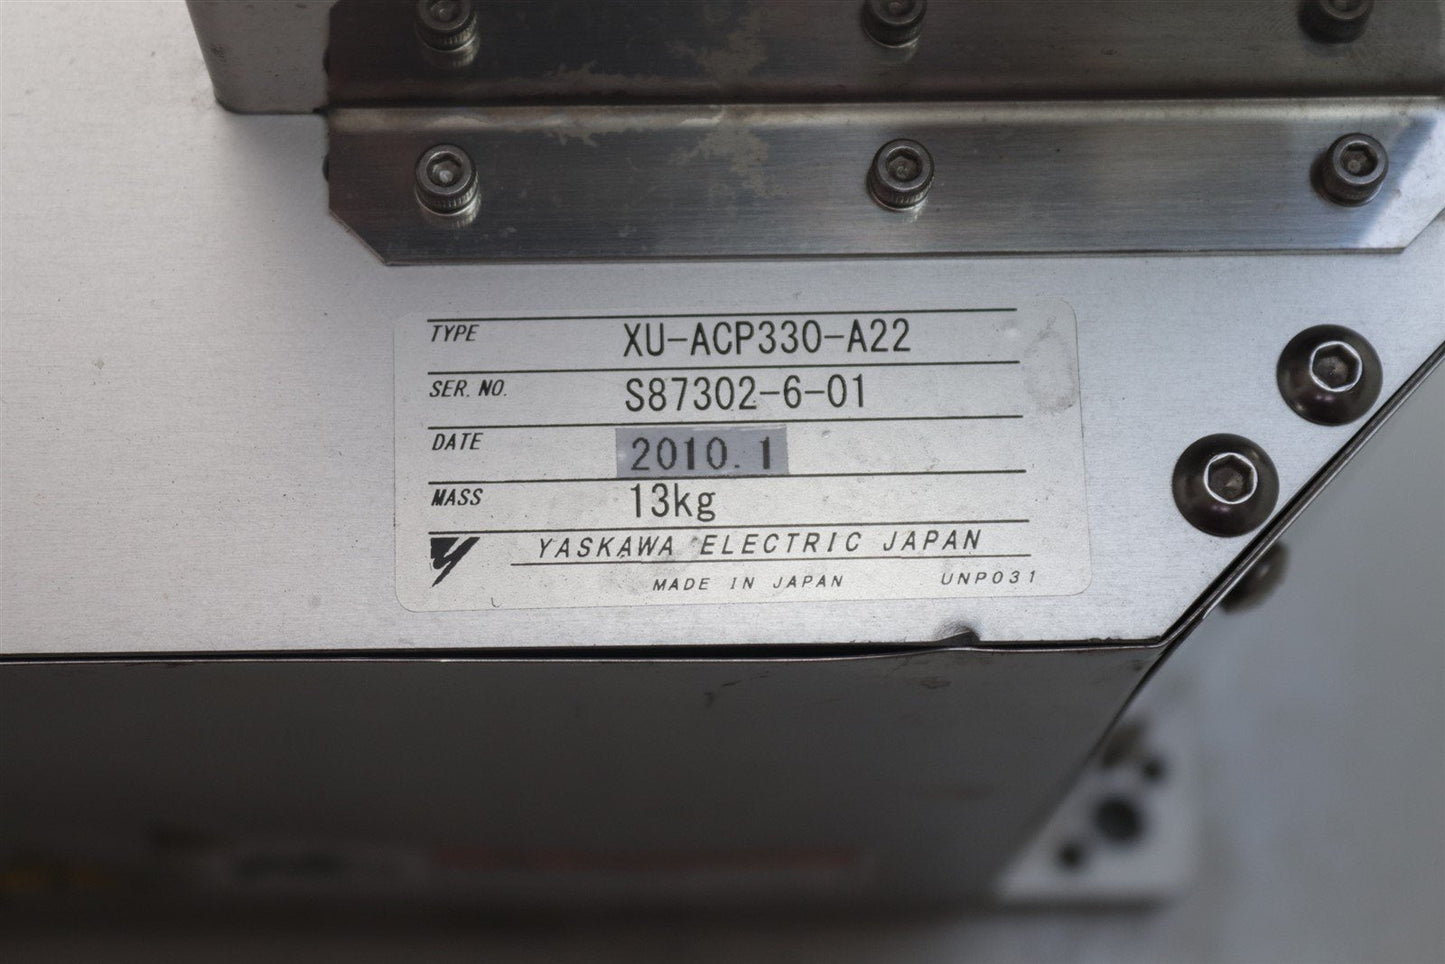 TYPE XU-ACP330-A22
SER. NO. S87302-6-01
DATE 2010. 1
MASS 13kg
YASKAWA ELECTRIC JAPAN
MADE IN JAPAN UNP031